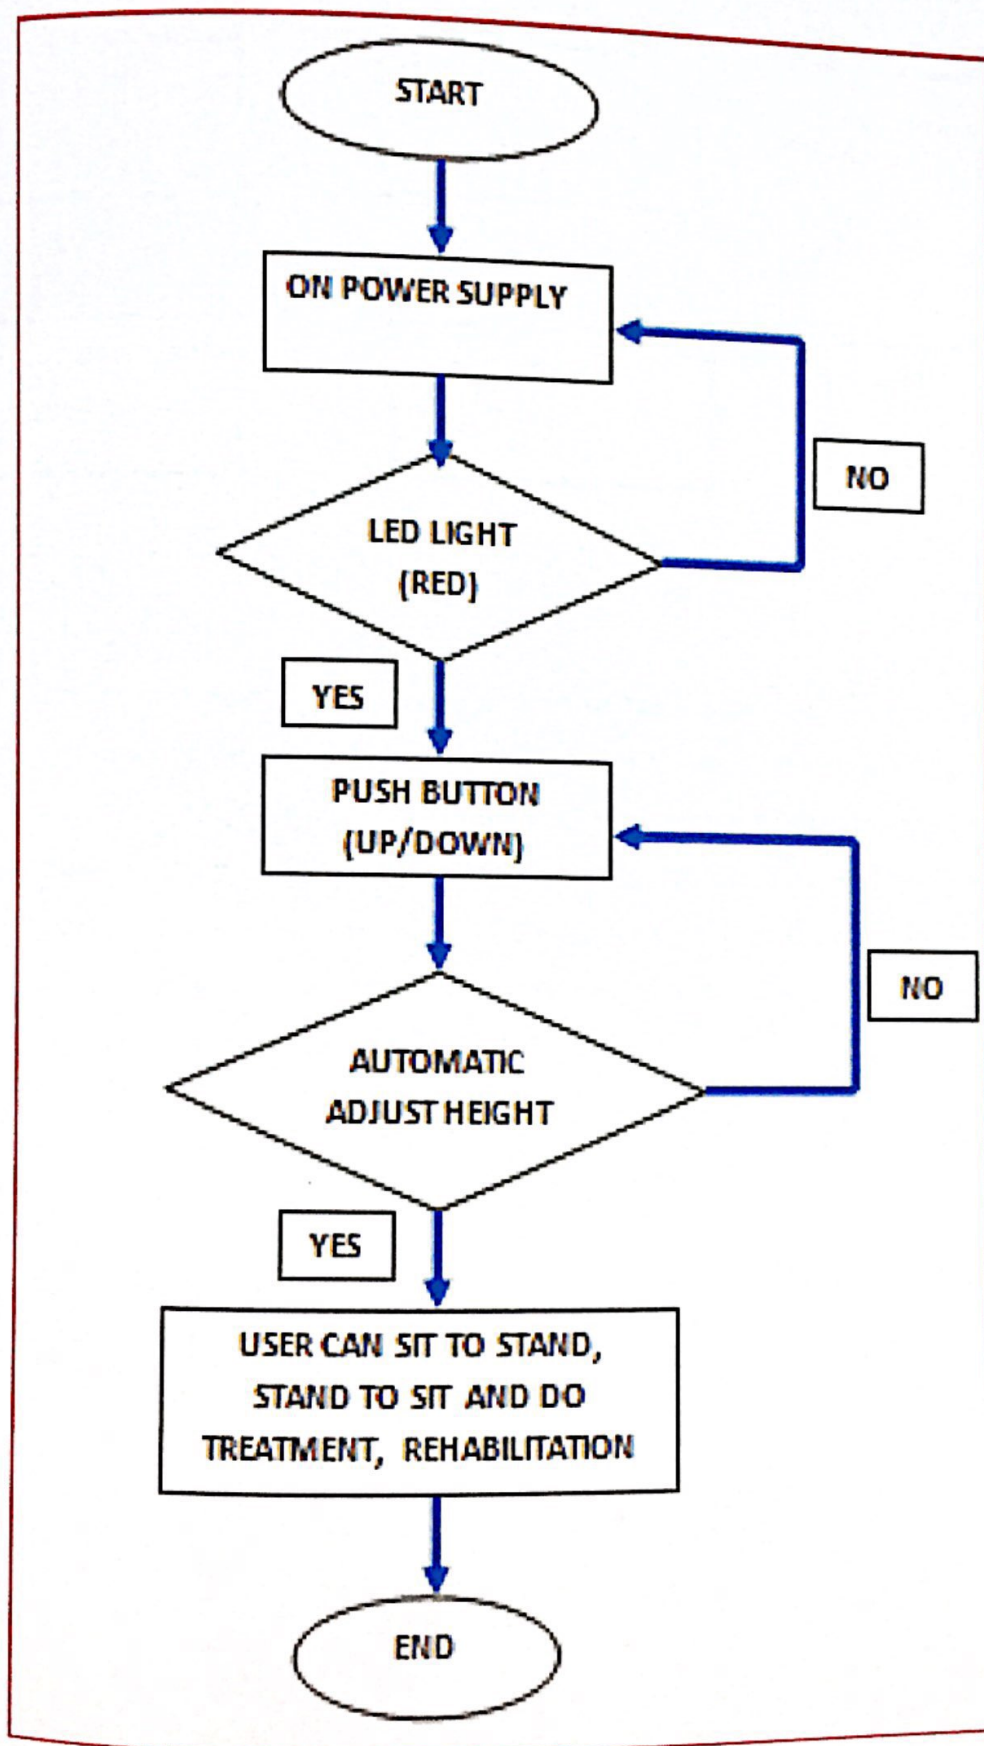 START
ON POWER SUPPLY
NO
LED LIGHT
(RED)
YES
PUSH BUTTON
(UP/DOWN)
NO
AUTOMATIC
ADJUST HEIGHT
YES
USER CAN SIT TO STAND,
STAND TO SIT AND DO
TREATMENT, REHABILITATION
END